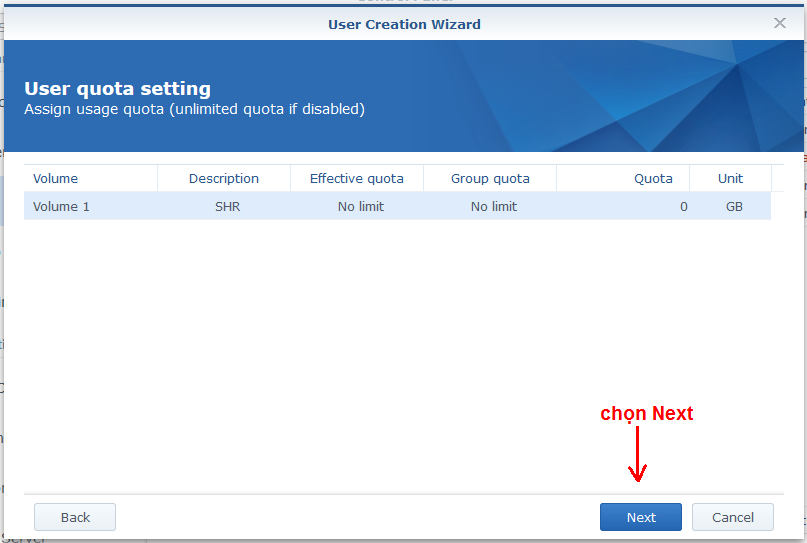 User Creation Wizard
User quota setting
Assign usage quota (unlimited quota if disabled)
Volume Description Effective quota Group quota Quota Unit
Volume 1 SHR No limit No limit 0 GB
chọn Next
Back Next Cancel
Server